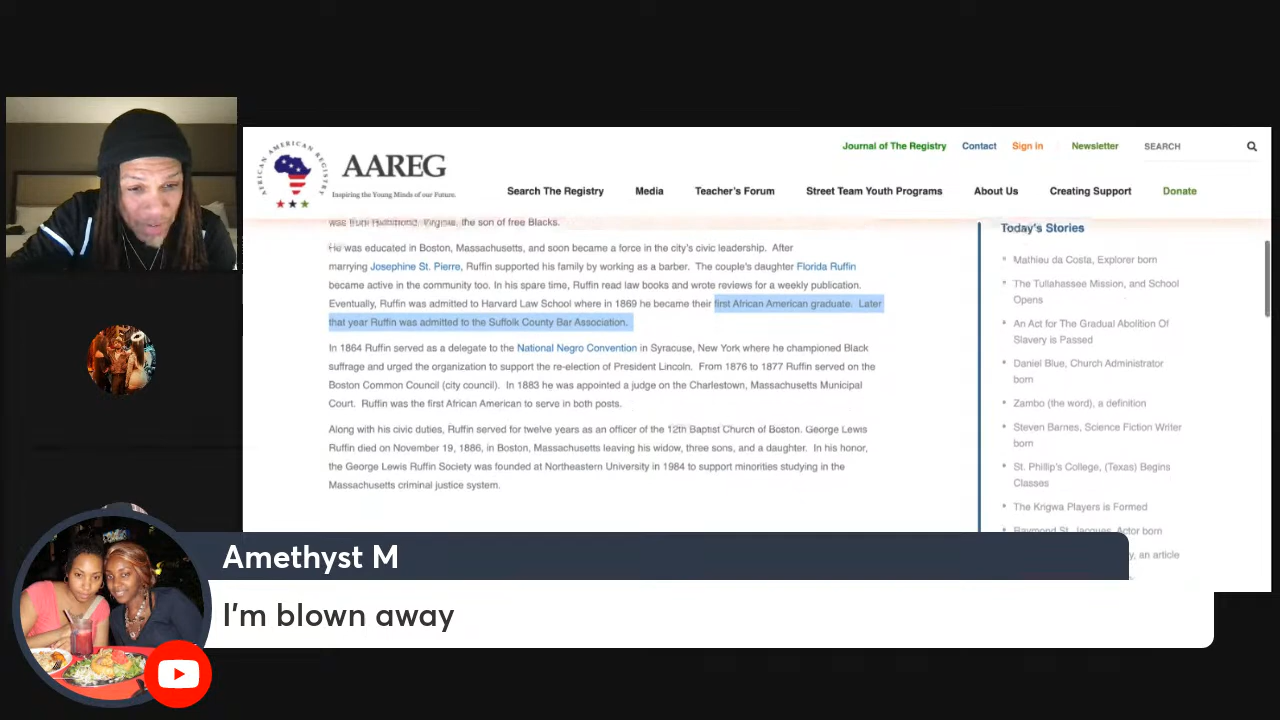 AFRICAN AMERICAN REGISTRY
AAREG
Inspiring the Young Minds of our Future.
Journal of The Registry Contact Sign in Newsletter SEARCH
Search The Registry Media Teacher's Forum Street Team Youth Programs About Us Creating Support Donate
was from Richmond, Virginia, the son of free Blacks.
He was educated in Boston, Massachusetts, and soon became a force in the city's civic leadership. After
marrying Josephine St. Pierre, Ruffin supported his family by working as a barber. The couple's daughter Florida Ruffin
became active in the community too. In his spare time, Ruffin read law books and wrote reviews for a weekly publication.
Eventually, Ruffin was admitted to Harvard Law School where in 1869 he became their first African American graduate. Later
that year Ruffin was admitted to the Suffolk County Bar Association.
In 1864 Ruffin served as a delegate to the National Negro Convention in Syracuse, New York where he championed Black
suffrage and urged the organization to support the re-election of President Lincoln. From 1876 to 1877 Ruffin served on the
Boston Common Council (city council). In 1883 he was appointed a judge on the Charlestown, Massachusetts Municipal
Court. Ruffin was the first African American to serve in both posts.
Along with his civic duties, Ruffin served for twelve years as an officer of the 12th Baptist Church of Boston. George Lewis
Ruffin died on November 19, 1886, in Boston, Massachusetts leaving his widow, three sons, and a daughter. In his honor,
the George Lewis Ruffin Society was founded at Northeastern University in 1984 to support minorities studying in the
Massachusetts criminal justice system.
Today's Stories
Mathieu da Costa, Explorer born
The Tullahassee Mission, and School
Opens
An Act for The Gradual Abolition Of
Slavery is Passed
Daniel Blue, Church Administrator
born
Zambo (the word), a definition
Steven Barnes, Science Fiction Writer
born
St. Phillip's College, (Texas) Begins
Classes
The Krigwa Players is Formed
Raymond St. Jacques, Actor born
y, an article
Amethyst M
I'm blown away